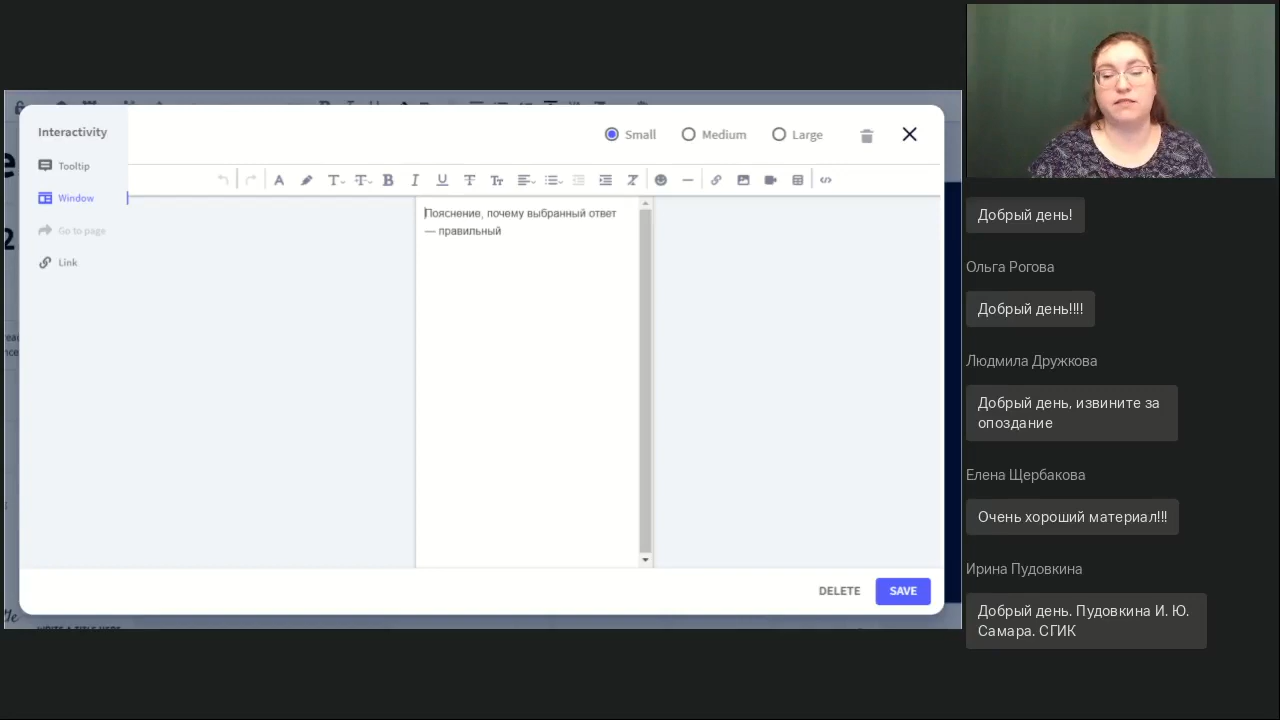 Interactivity
Small
Medium
Large
Tooltip
Window
Go to page
Link
Пояснение, почему выбранный ответ
— правильный
DELETE
SAVE
Добрый день!
Ольга Рогова
Добрый день!!!!
Людмила Дружкова
Добрый день, извините за
опоздание
Елена Щербакова
Очень хороший материал!!!
Ирина Пудовкина
Добрый день. Пудовкина И. Ю.
Самара. СГИК